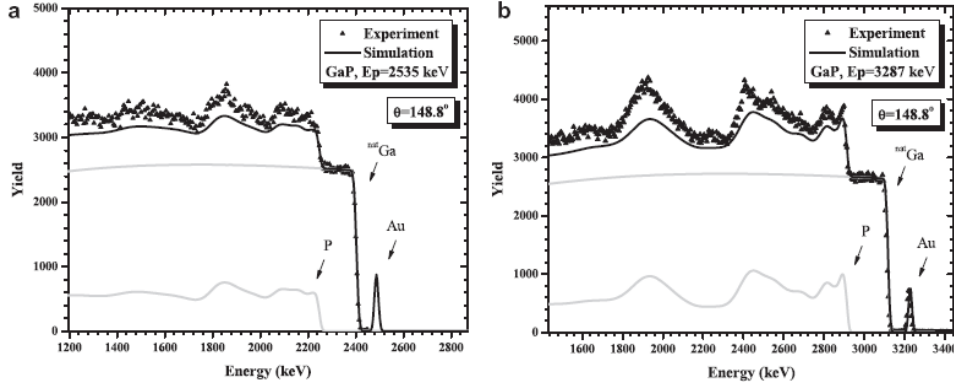 a
Experiment
Simulation
GaP, Ep=2535 keV
θ=148.8°
natGa
P
Au
Yield
5000
4000
3000
2000
1000
0
1200 1400 1600 1800 2000 2200 2400 2600 2800
Energy (keV)
b
Experiment
Simulation
GaP, Ep=3287 keV
θ=148.8°
natGa
P
Au
Yield
5000
4000
3000
2000
1000
0
1600 1800 2000 2200 2400 2600 2800 3000 3200 3400
Energy (keV)